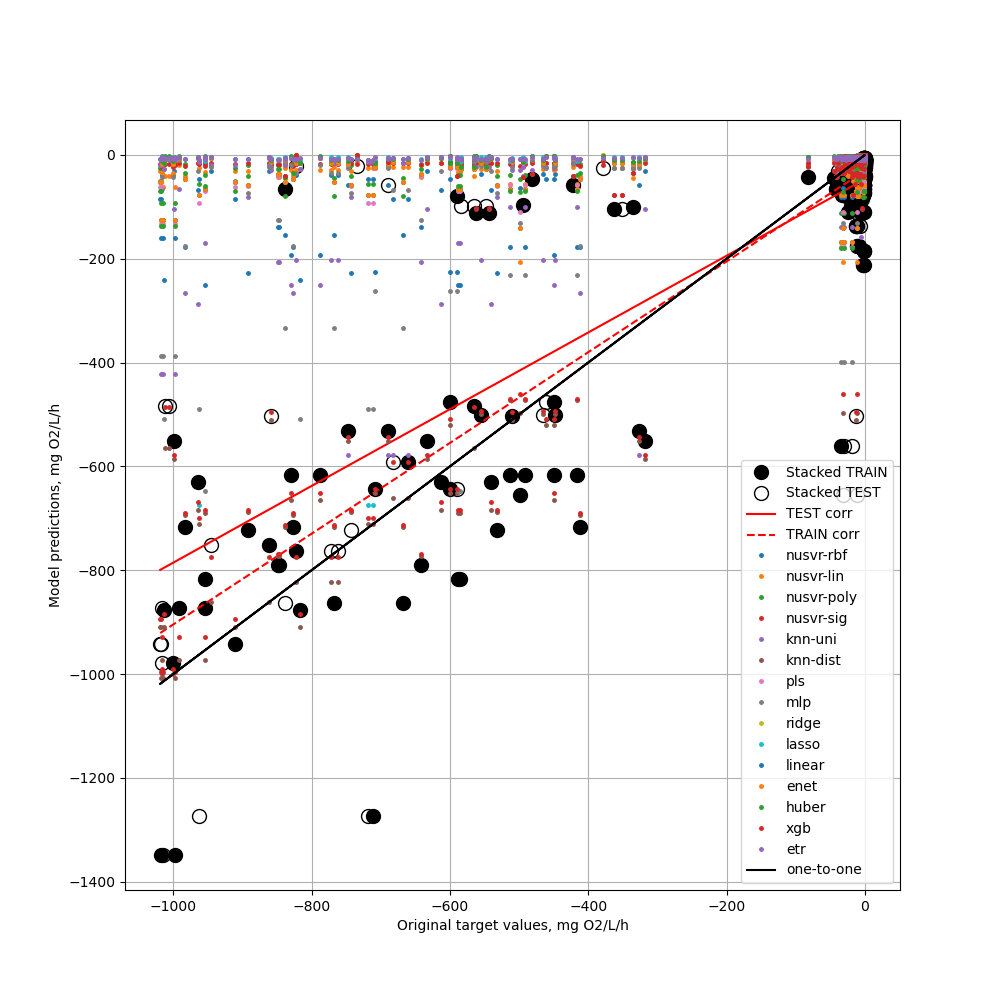 0
−200
−400
−600
−800
−1000
−1200
−1400
Model predictions, mg O2/L/h
−1000
−800
−600
−400
−200
0
Original target values, mg O2/L/h
Stacked TRAIN
Stacked TEST
TEST corr
TRAIN corr
nusvr-rbf
nusvr-lin
nusvr-poly
nusvr-sig
knn-uni
knn-dist
pls
mlp
ridge
lasso
linear
enet
huber
xgb
etr
one-to-one